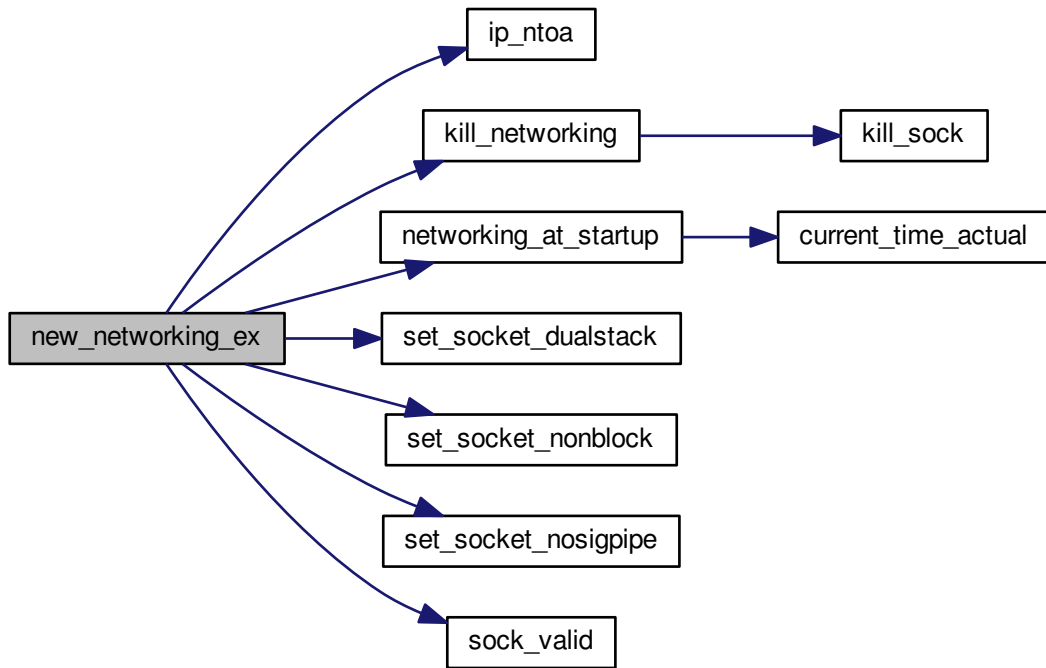 ip_ntoa
kill_networking
kill_sock
networking_at_startup
current_time_actual
new_networking_ex
set_socket_dualstack
set_socket_nonblock
set_socket_nosigpipe
sock_valid